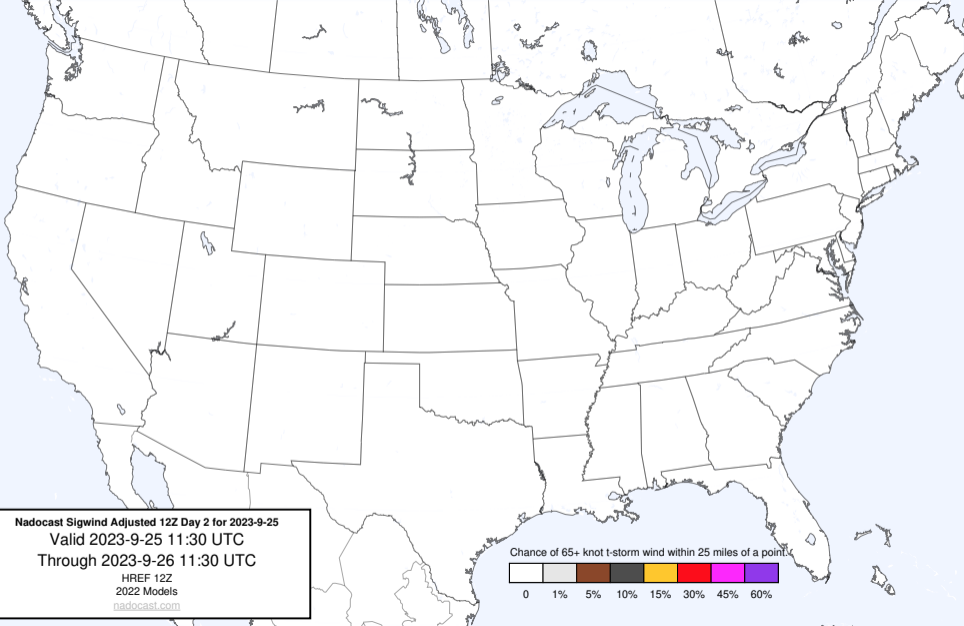 Nadocast Sigwind Adjusted 12Z Day 2 for 2023-9-25
Valid 2023-9-25 11:30 UTC
Through 2023-9-26 11:30 UTC
HREF 12Z
2022 Models
nadocast.com
Chance of 65+ knot t-storm wind within 25 miles of a point.
0 1% 5% 10% 15% 30% 45% 60%